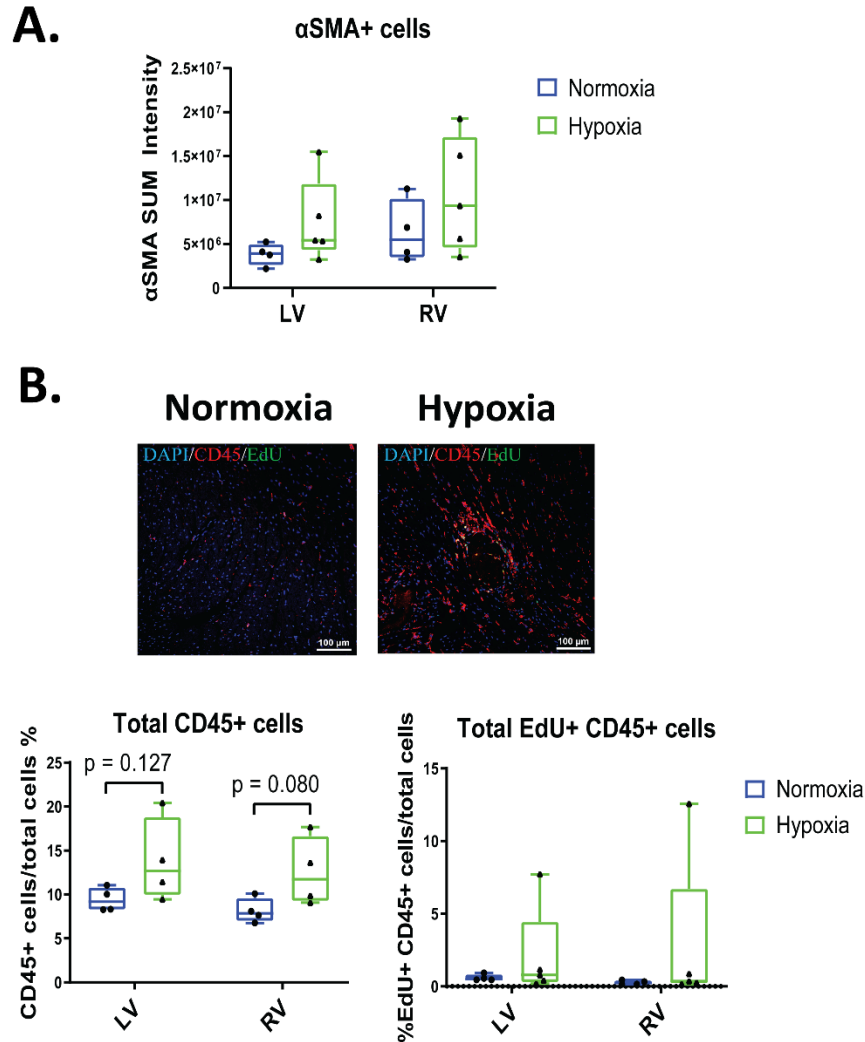 A.
αSMA+ cells
αSMA SUM Intensity
2.5×10⁷
2×10⁷
1.5×10⁷
1×10⁷
5×10⁶
0
LV
RV
Normoxia
Hypoxia
B.
Normoxia
Hypoxia
DAPI/CD45/EdU
100 µm
DAPI/CD45/EdU
100 µm
Total CD45+ cells
CD45+ cells/total cells %
25
20
15
10
5
0
p = 0.127
p = 0.080
LV
RV
Total EdU+ CD45+ cells
%EdU+ CD45+ cells/total cells
15
10
5
0
LV
RV
Normoxia
Hypoxia